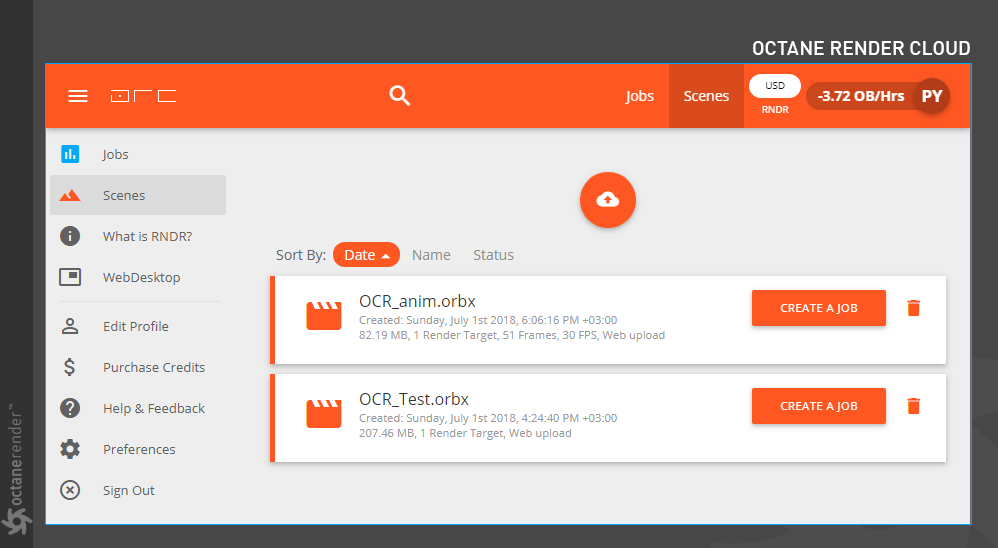 OCTANE RENDER CLOUD
orc
Jobs
Scenes
USD
RNDR
-3.72 OB/Hrs
PY
Jobs
Scenes
What is RNDR?
WebDesktop
Edit Profile
Purchase Credits
Help & Feedback
Preferences
Sign Out
Sort By: Date Name Status
OCR_anim.orbx
Created: Sunday, July 1st 2018, 6:06:16 PM +03:00
82.19 MB, 1 Render Target, 51 Frames, 30 FPS, Web upload
CREATE A JOB
OCR_Test.orbx
Created: Sunday, July 1st 2018, 4:24:40 PM +03:00
207.46 MB, 1 Render Target, Web upload
CREATE A JOB
octanerender™